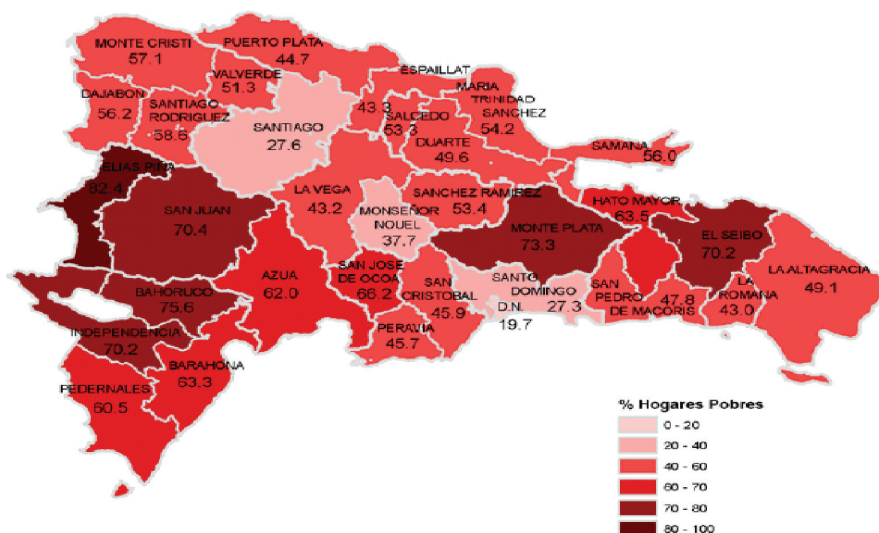 MONTE CRISTI
57.1
PUERTO PLATA
44.7
VALVERDE
51.3
ESPAILLAT
43.3
MARIA
TRINIDAD
SANCHEZ
54.2
DAJABON
56.2
SANTIAGO
RODRIGUEZ
58.6
SANTIAGO
27.6
SALCEDO
53.3
DUARTE
49.6
SAMANA
56.0
ELIAS PIÑA
82.4
SAN JUAN
70.4
LA VEGA
43.2
MONSEÑOR
NOUEL
37.7
SANCHEZ RAMIREZ
53.4
MONTE PLATA
73.3
HATO MAYOR
63.5
EL SEIBO
70.2
LA ALTAGRACIA
49.1
AZUA
62.0
SAN JOSE
DE OCOA
66.2
SAN
CRISTOBAL
45.9
SANTO
DOMINGO
27.3
D.N.
19.7
SAN
PEDRO
DE MACORIS
47.8
LA
ROMANA
43.0
BAHORUCO
75.6
INDEPENDENCIA
70.2
PERAVIA
45.7
BARAHONA
63.3
PEDERNALES
60.5
% Hogares Pobres
0 - 20
20 - 40
40 - 60
60 - 70
70 - 80
80 - 100